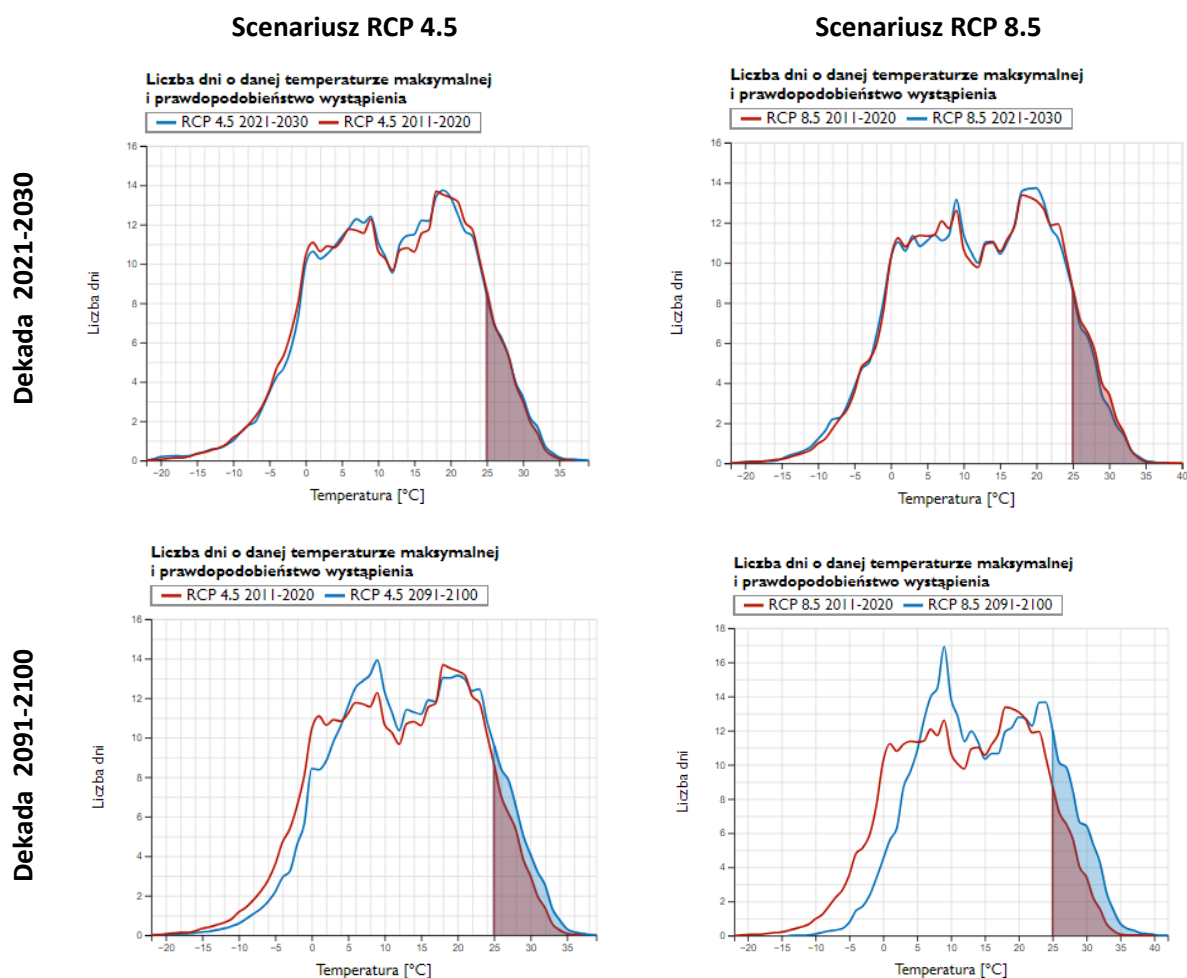 Scenariusz RCP 4.5
Scenariusz RCP 8.5
Dekada 2021-2030
Liczba dni o danej temperaturze maksymalnej
i prawdopodobieństwo wystąpienia
RCP 4.5 2021-2030 RCP 4.5 2011-2020
16
14
12
10
8
6
4
2
0
Liczba dni
−20 −15 −10 −5 0 5 10 15 20 25 30 35
Temperatura [°C]
Liczba dni o danej temperaturze maksymalnej
i prawdopodobieństwo wystąpienia
RCP 8.5 2011-2020 RCP 8.5 2021-2030
16
14
12
10
8
6
4
2
0
Liczba dni
−20 −15 −10 −5 0 5 10 15 20 25 30 35 40
Temperatura [°C]
Dekada 2091-2100
Liczba dni o danej temperaturze maksymalnej
i prawdopodobieństwo wystąpienia
RCP 4.5 2011-2020 RCP 4.5 2091-2100
16
14
12
10
8
6
4
2
0
Liczba dni
−20 −15 −10 −5 0 5 10 15 20 25 30 35
Temperatura [°C]
Liczba dni o danej temperaturze maksymalnej
i prawdopodobieństwo wystąpienia
RCP 8.5 2011-2020 RCP 8.5 2091-2100
18
16
14
12
10
8
6
4
2
0
Liczba dni
−20 −15 −10 −5 0 5 10 15 20 25 30 35 40
Temperatura [°C]